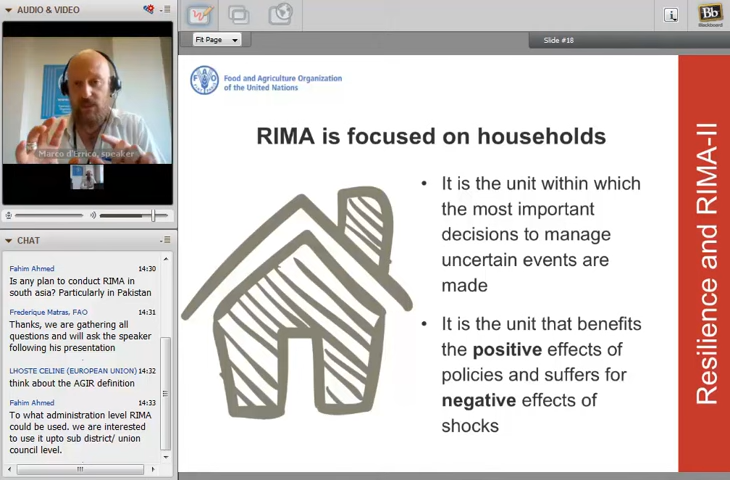 AUDIO & VIDEO
Marco d'Errico, speaker
CHAT
Fahim Ahmed 14:30
Is any plan to conduct RIMA in
south asia? Particularly in Pakistan
Frederique Matras, FAO 14:31
Thanks, we are gathering all
questions and will ask the speaker
following his presentation
LHOSTE CELINE (EUROPEAN UNION) 14:32
think about the AGIR definition
Fahim Ahmed 14:33
To what administration level RIMA
could be used. we are interested
to use it upto sub district/ union
council level.
Fit Page
Slide #18
i
Bb
Blackboard
Food and Agriculture Organization
of the United Nations
RIMA is focused on households
• It is the unit within which
the most important
decisions to manage
uncertain events are
made
• It is the unit that benefits
the positive effects of
policies and suffers for
negative effects of
shocks
Resilience and RIMA-II